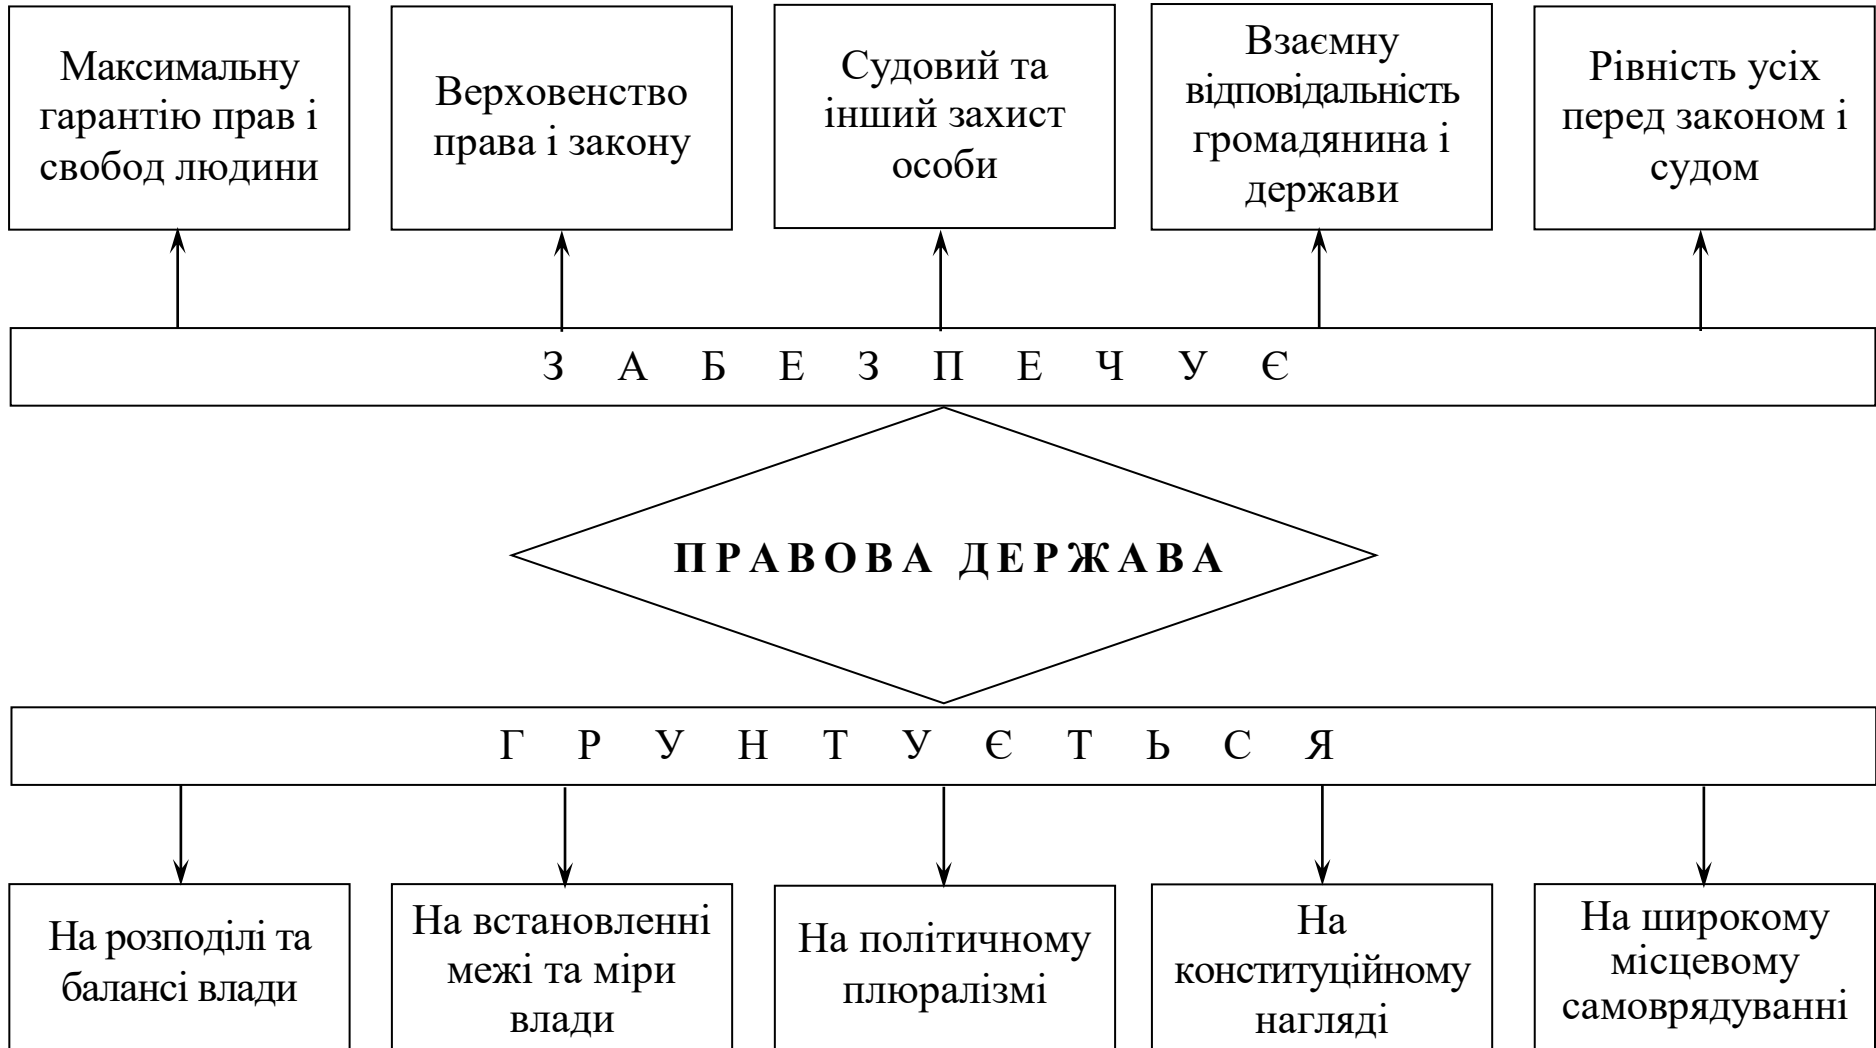 Максимальну
гарантію прав і
свобод людини
Верховенство
права і закону
Судовий та
інший захист
особи
Взаємну
відповідальність
громадянина і
держави
Рівність усіх
перед законом і
судом
З А Б Е З П Е Ч У Є
ПРАВОВА ДЕРЖАВА
Г Р У Н Т У Є Т Ь С Я
На розподілі та
балансі влади
На встановленні
межі та міри
влади
На політичному
плюралізмі
На
конституційному
нагляді
На широкому
місцевому
самоврядуванні